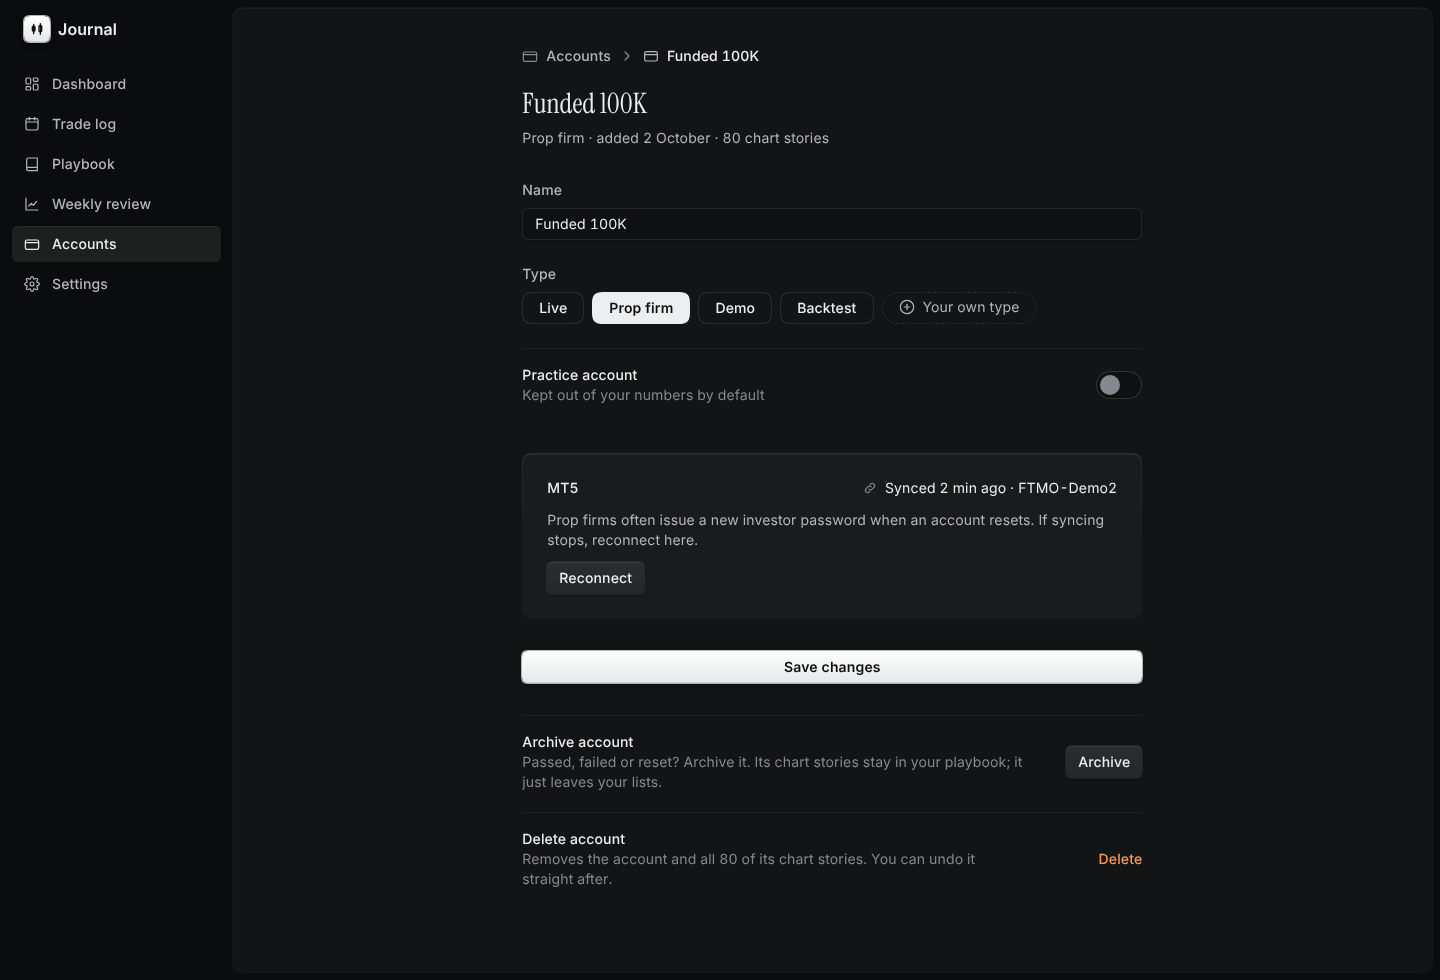 Journal
Dashboard
Trade log
Playbook
Weekly review
Accounts
Settings
Accounts
Funded 100K
Funded 100K
Prop firm · added 2 October · 80 chart stories
Name
Funded 100K
Type
Live
Prop firm
Demo
Backtest
Your own type
Practice account
Kept out of your numbers by default
MT5
Synced 2 min ago · FTMO-Demo2
Prop firms often issue a new investor password when an account resets. If syncing
stops, reconnect here.
Reconnect
Save changes
Archive account
Passed, failed or reset? Archive it. Its chart stories stay in your playbook; it
just leaves your lists.
Archive
Delete account
Removes the account and all 80 of its chart stories. You can undo it
straight after.
Delete